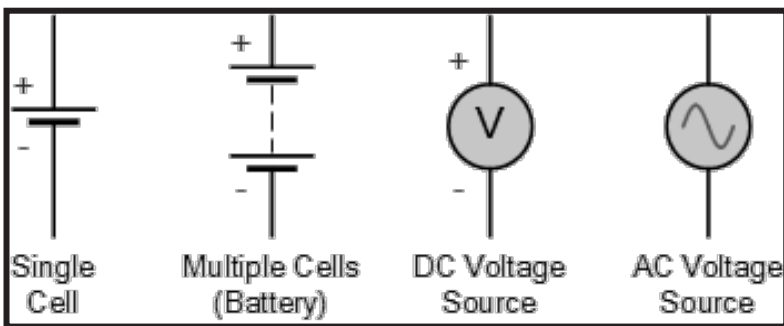 +
-
+
-
+
V
-
Single
Cell
Multiple Cells
(Battery)
DC Voltage
Source
AC Voltage
Source